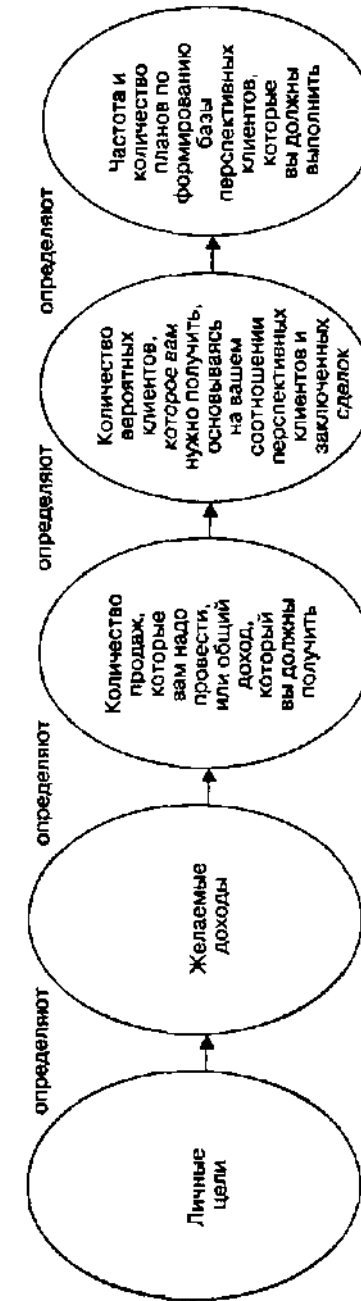 Личные
цели
определяют
Желаемые
доходы
определяют
Количество
продаж,
которые
вам надо
провести,
или общий
доход,
который
вы должны
получить
определяют
Количество
вероятных
клиентов,
которое вам
нужно получить,
основываясь
на вашем
соотношении
перспективных
клиентов и
заключенных
сделок
определяют
Частота и
количество
планов по
формированию
базы
перспективных
клиентов,
которые
вы должны
выполнить